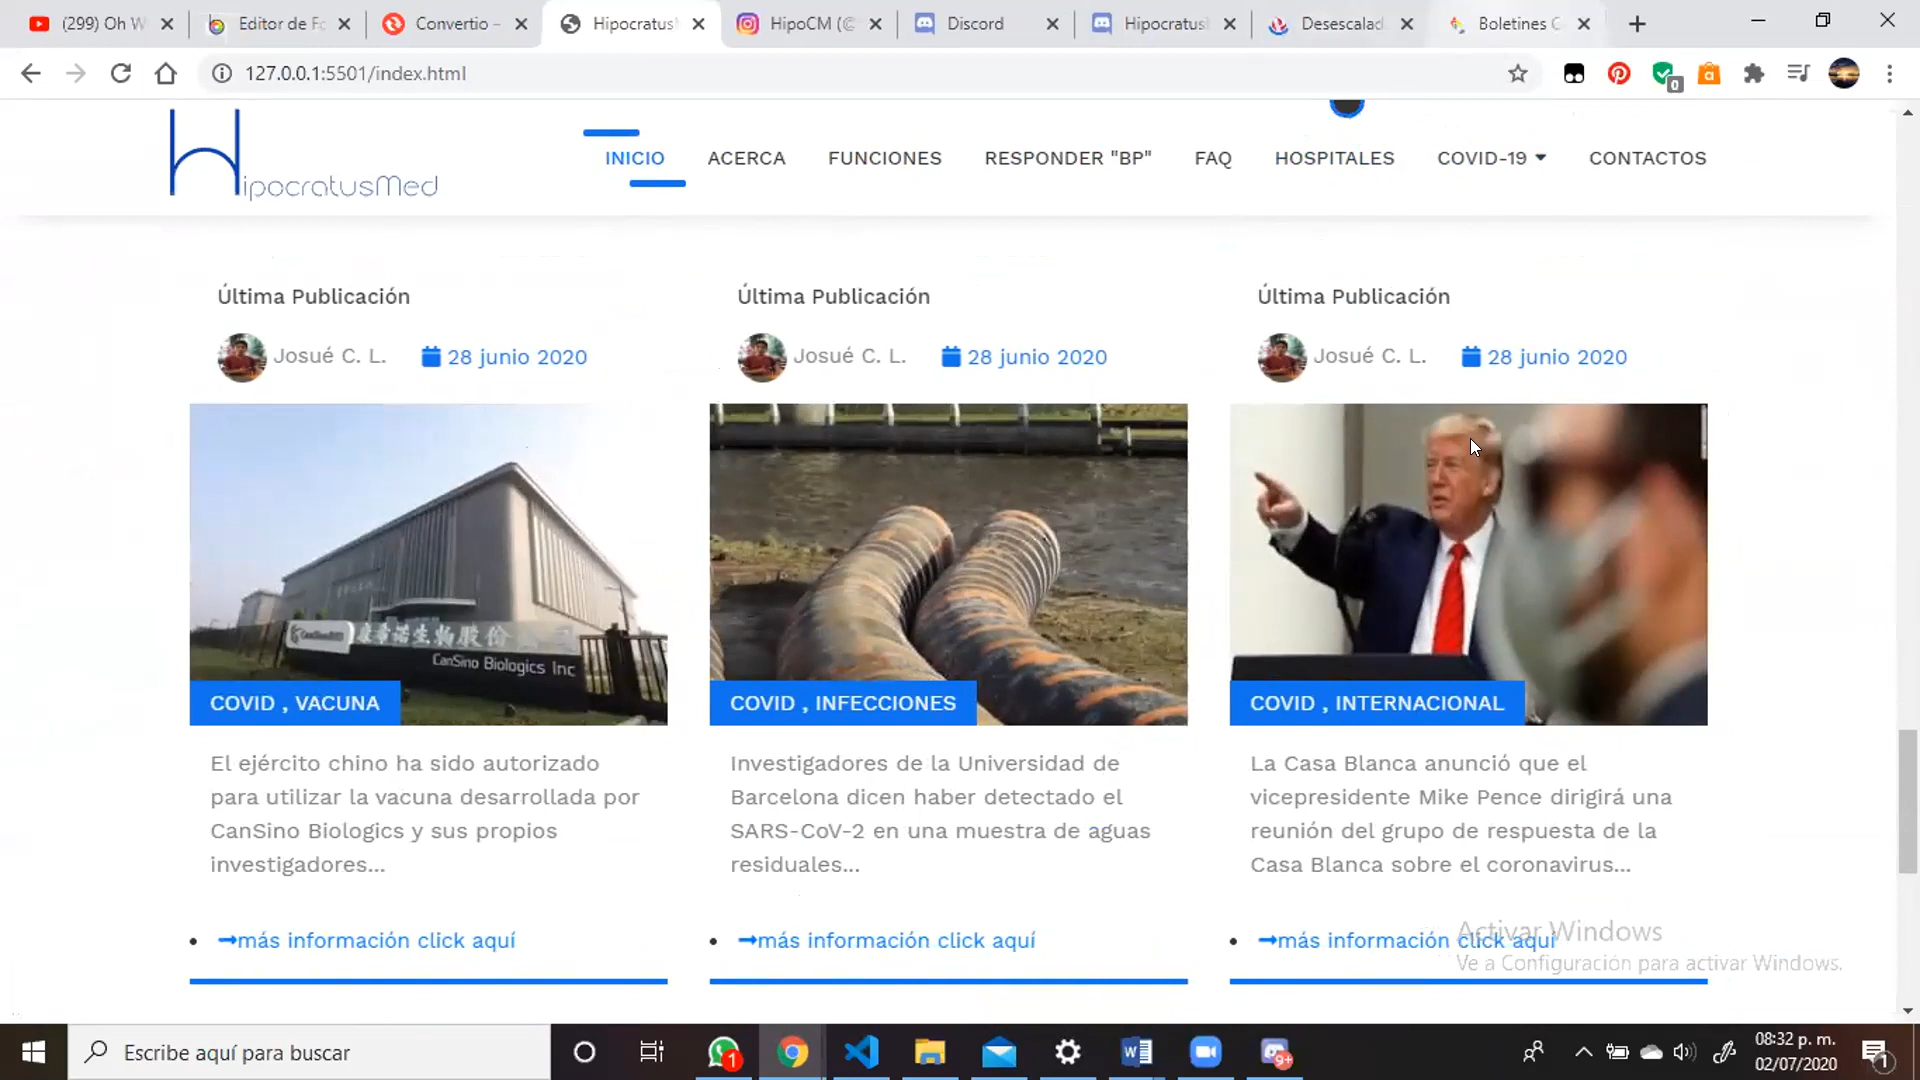 (299) Oh W
Editor de Fo
Convertio –
Hipocratus
HipoCM (@
Discord
Hipocratus
Desescalad
Boletines C
127.0.0.1:5501/index.html
0
HipocratusMed
INICIO
ACERCA
FUNCIONES
RESPONDER "BP"
FAQ
HOSPITALES
COVID-19
CONTACTOS
Última Publicación
Josué C. L.
28 junio 2020
CanSino Biologics Inc
COVID , VACUNA
El ejército chino ha sido autorizado
para utilizar la vacuna desarrollada por
CanSino Biologics y sus propios
investigadores...
más información click aquí
Última Publicación
Josué C. L.
28 junio 2020
COVID , INFECCIONES
Investigadores de la Universidad de
Barcelona dicen haber detectado el
SARS-CoV-2 en una muestra de aguas
residuales...
más información click aquí
Última Publicación
Josué C. L.
28 junio 2020
COVID , INTERNACIONAL
La Casa Blanca anunció que el
vicepresidente Mike Pence dirigirá una
reunión del grupo de respuesta de la
Casa Blanca sobre el coronavirus...
más información click aquí
Activar Windows
Ve a Configuración para activar Windows.
Escribe aquí para buscar
1
9+
08:32 p. m.
02/07/2020
1